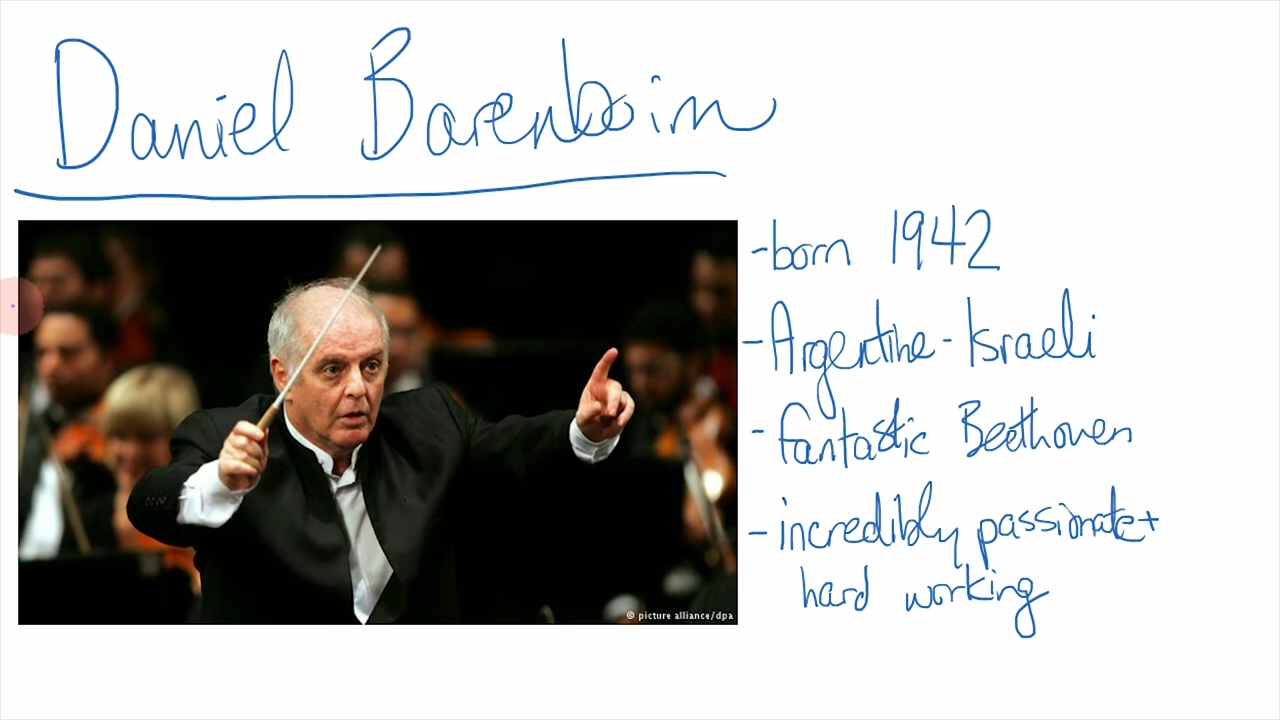 Daniel Barenboim
- born 1942
- Argentine - Israeli
- fantastic Beethoven
- incredibly passionate +
hard working
© picture alliance/dpa